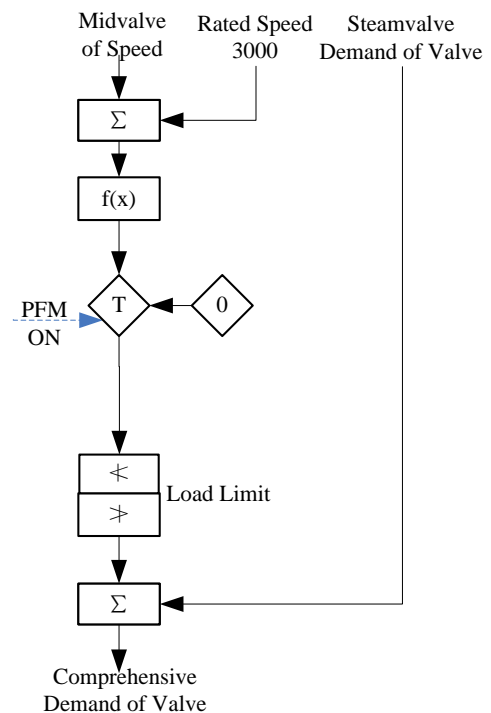 Midvalve
of Speed
Rated Speed
3000
Steamvalve
Demand of Valve
Σ
f(x)
T
0
PFM
ON
≮
Load Limit
≯
Σ
Comprehensive
Demand of Valve